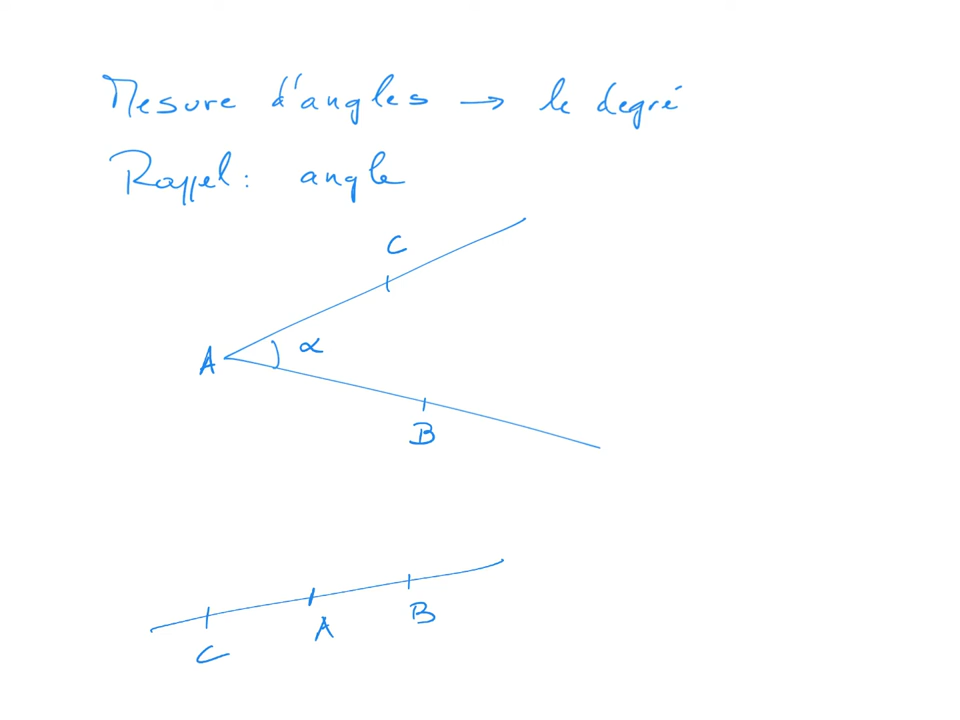 Mesure d'angles → le degré
Rappel : angle
C
A
α
B
A
B
C